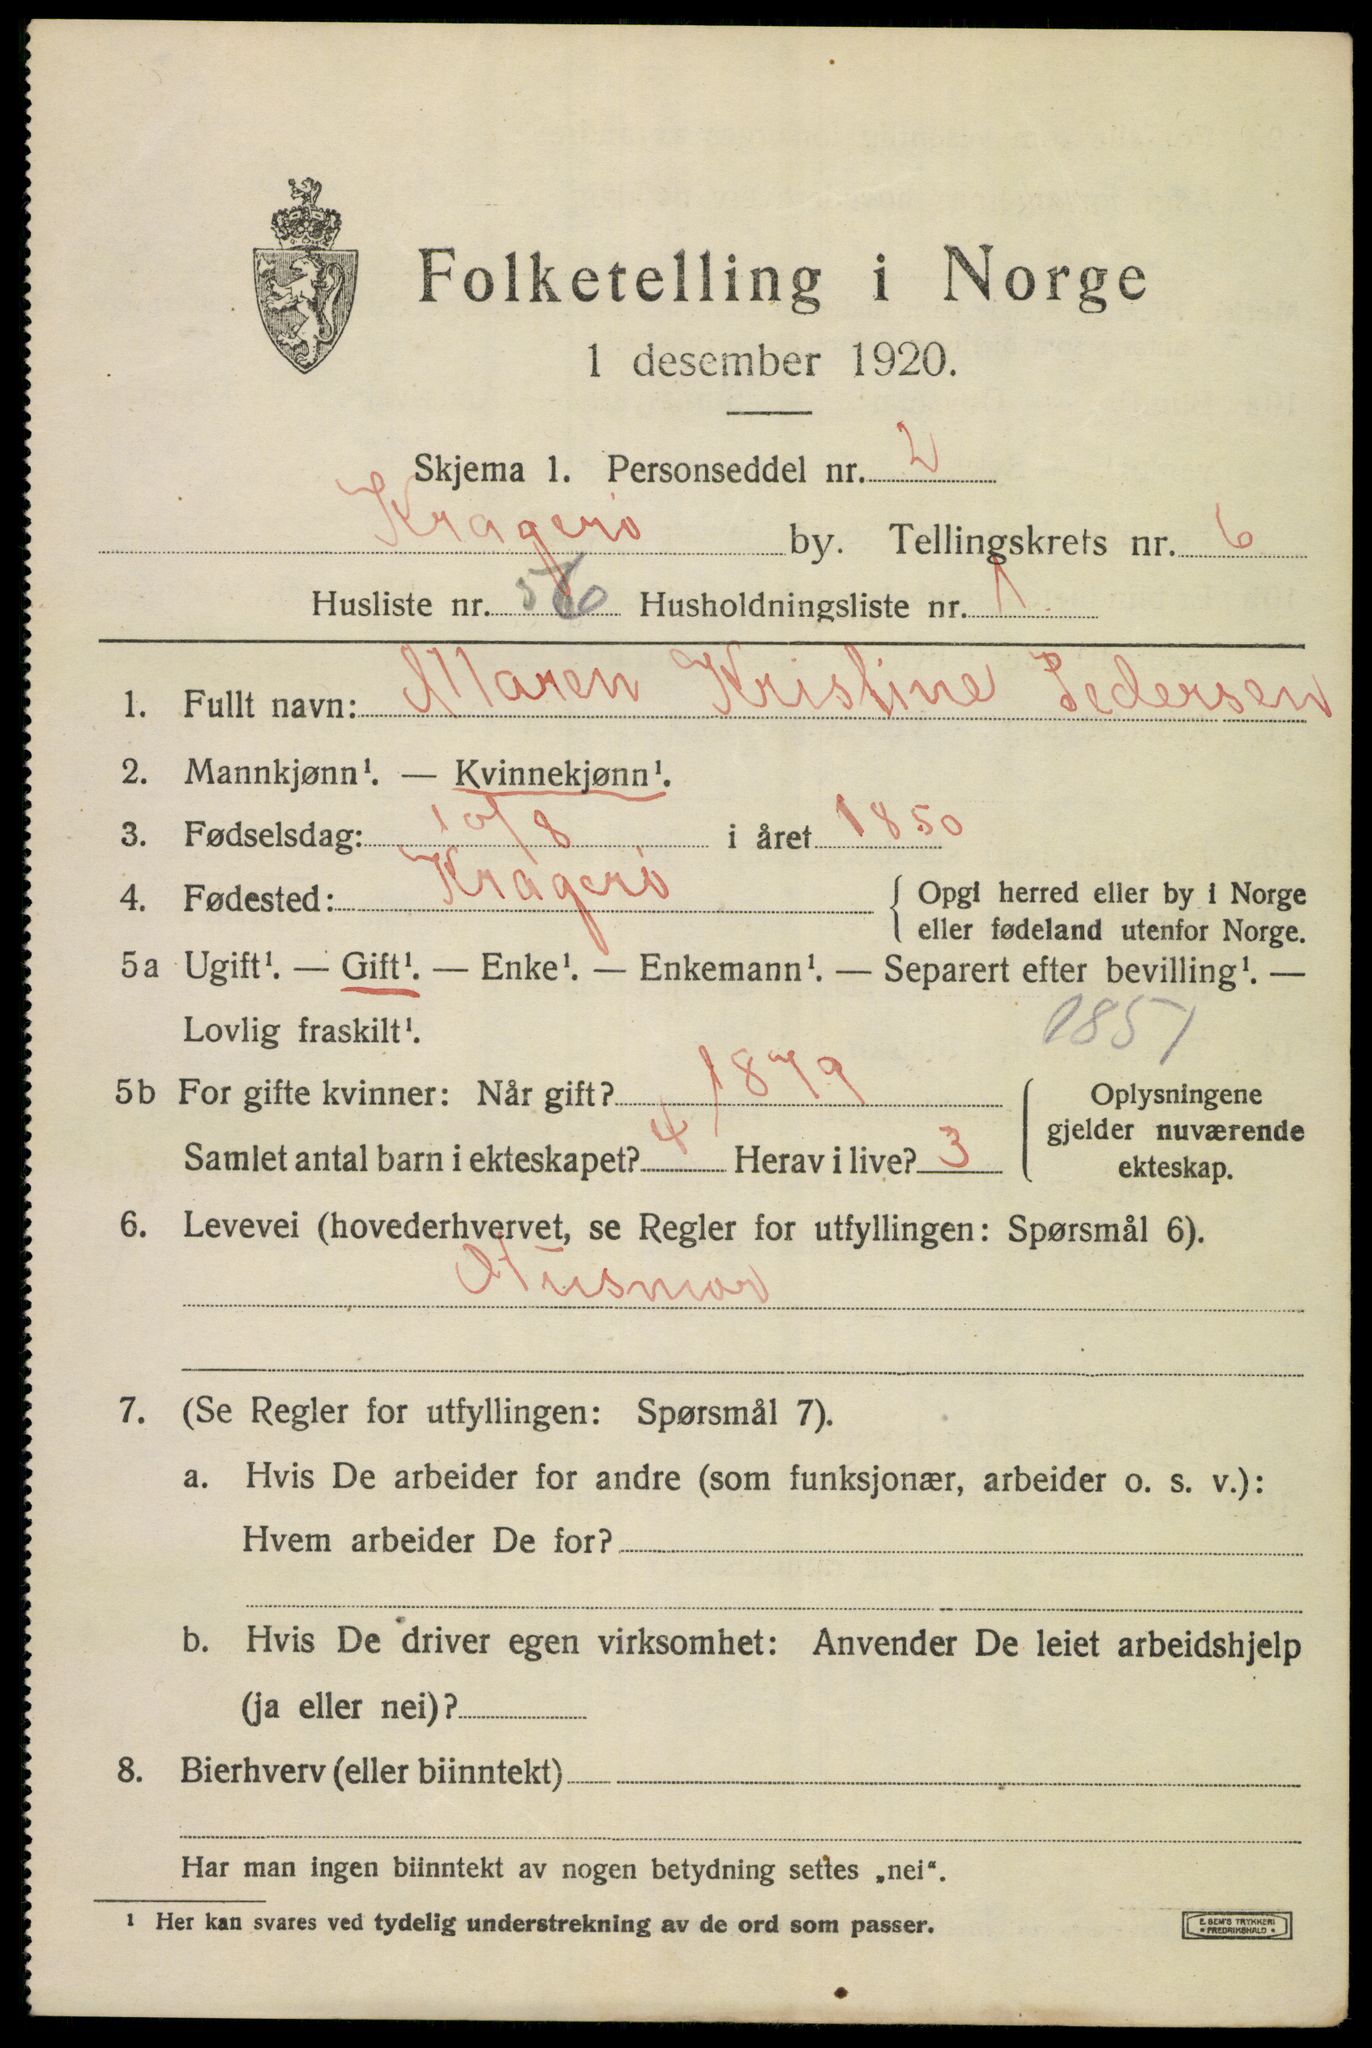 Folketelling i Norge
1 desember 1920.
Skjema 1. Personseddel nr. 2
Kragerø by. Tellingskrets nr. 6
Husliste nr. Husholdningsliste nr. 1
1. Fullt navn: Maren Kristine Pedersen
2. Mannkjønn¹. — Kvinnekjønn¹.
3. Fødselsdag: 10/8 i året 1850
4. Fødested: Kragerø { Opgi herred eller by i Norge
eller fødeland utenfor Norge.
5a Ugift¹. — Gift¹. — Enke¹. — Enkemann¹. — Separert efter bevilling¹. —
Lovlig fraskilt¹. 1851
5b For gifte kvinner: Når gift? 1879 { Oplysningene
gjelder nuværende
Samlet antal barn i ekteskapet? 4 Herav i live? 3 ekteskap.
6. Levevei (hovederhvervet, se Regler for utfyllingen: Spørsmål 6).
Husmor
7. (Se Regler for utfyllingen: Spørsmål 7).
a. Hvis De arbeider for andre (som funksjonær, arbeider o. s. v.):
Hvem arbeider De for?
b. Hvis De driver egen virksomhet: Anvender De leiet arbeidshjelp
(ja eller nei)?
8. Bierhverv (eller biinntekt)
Har man ingen biinntekt av nogen betydning settes „nei“.
¹ Her kan svares ved tydelig understrekning av de ord som passer.
E. SEM'S TRYKKERI
• FREDRIKSHALD •